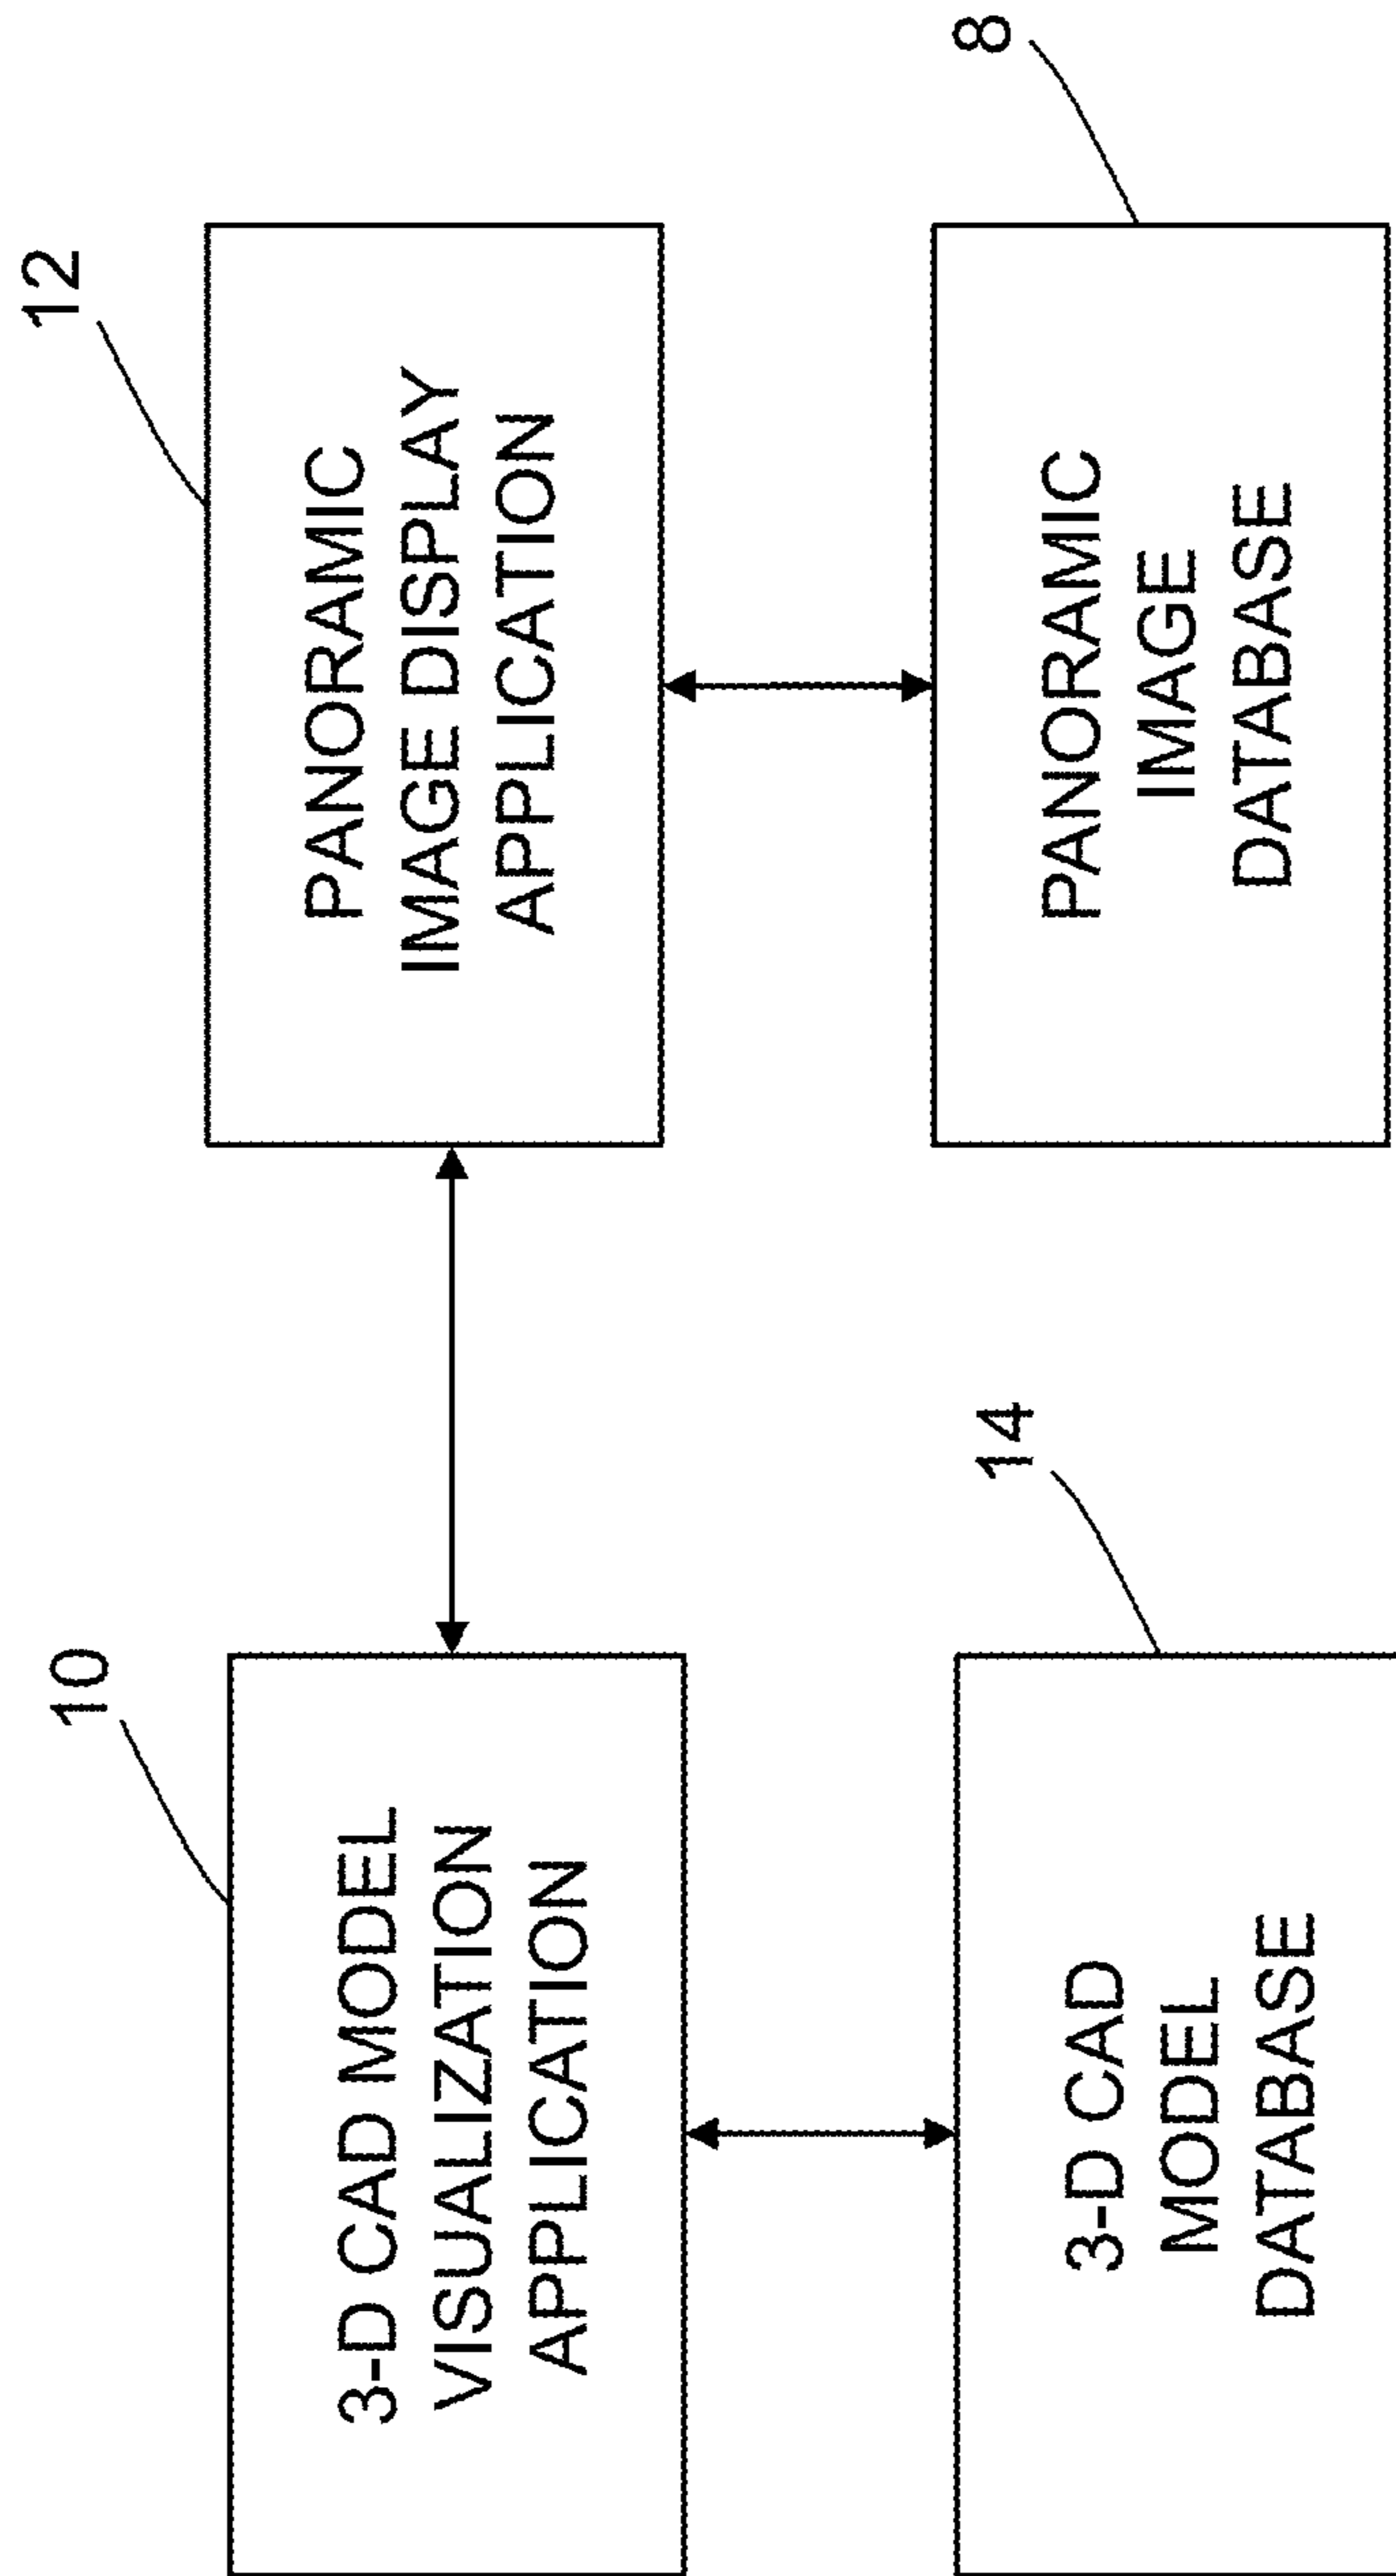 10
3-D CAD MODEL
VISUALIZATION
APPLICATION
12
PANORAMIC
IMAGE DISPLAY
APPLICATION
14
3-D CAD
MODEL
DATABASE
8
PANORAMIC
IMAGE
DATABASE